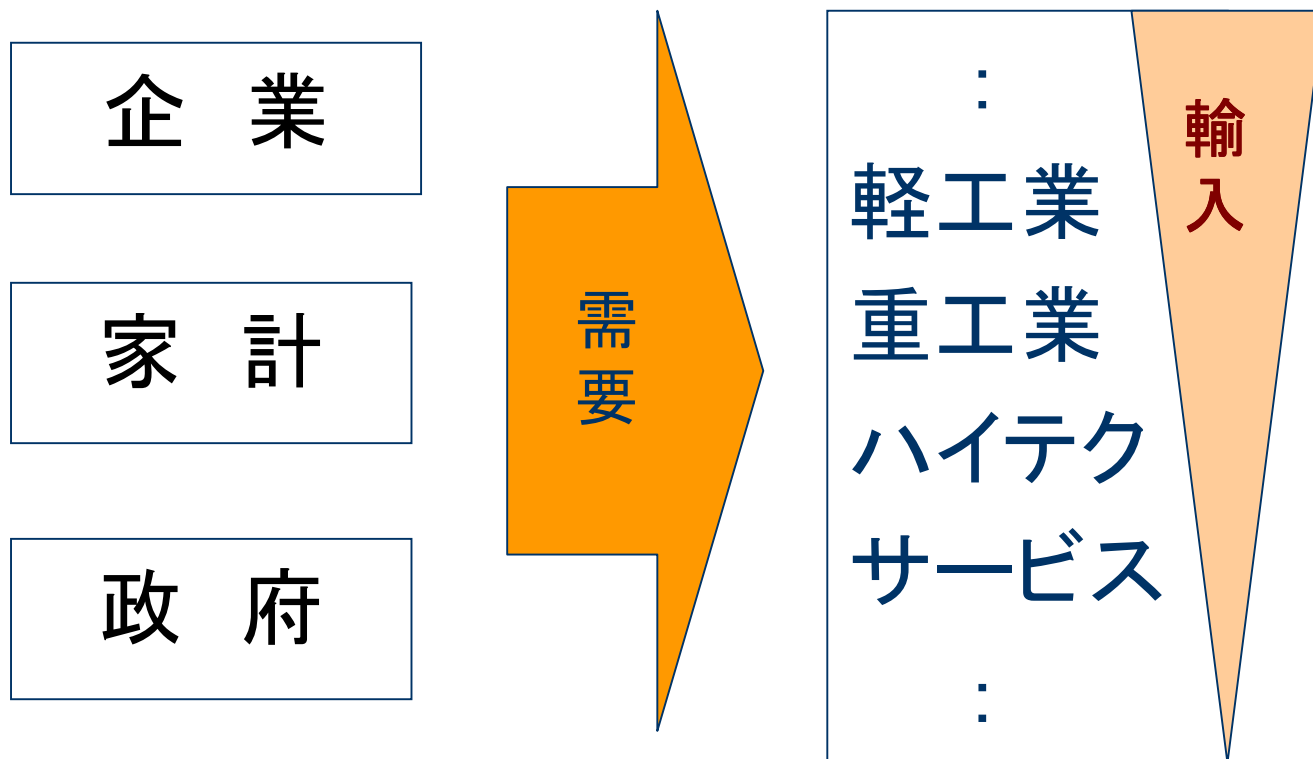 企 業
家 計
政 府
需要
:
軽工業
重工業
ハイテク
サービス
:
輸入